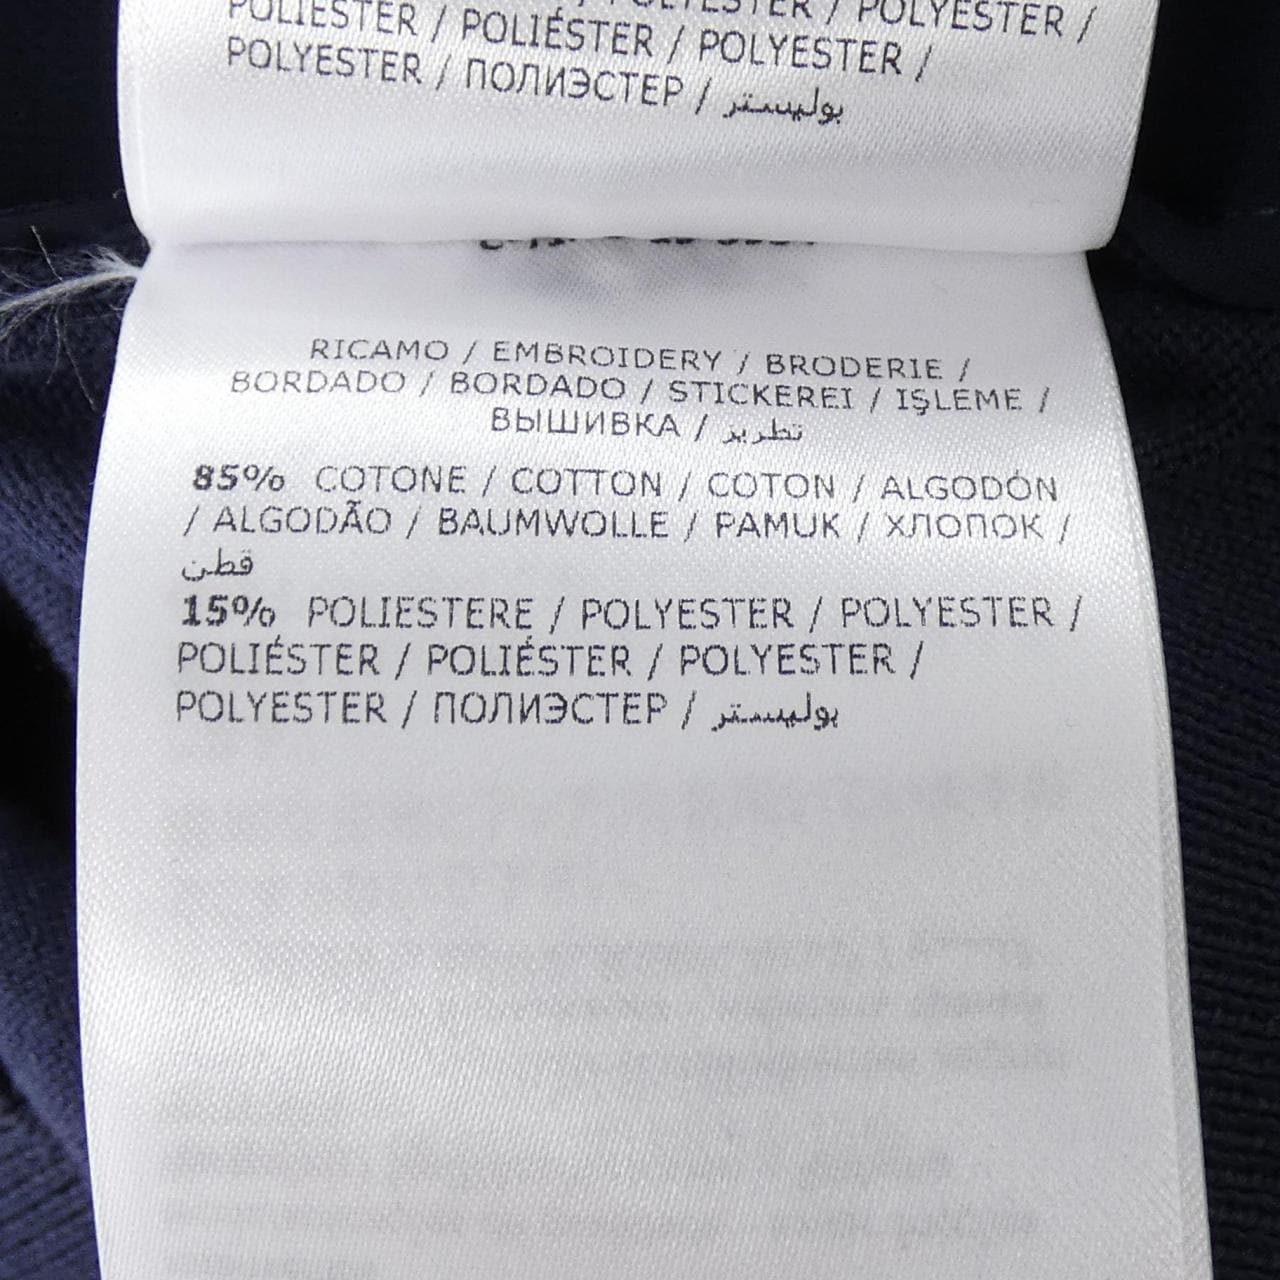 POLIÉSTER / POLIÉSTER / POLYESTER /
POLYESTER / ПОЛИЭСТЕР / بوليستر
RICAMO / EMBROIDERY / BRODERIE /
BORDADO / BORDADO / STICKEREI / IŞLEME /
ВЫШИВКА / تطريز
85% COTONE / COTTON / COTON / ALGODÓN
/ ALGODÃO / BAUMWOLLE / PAMUK / ХЛОПОК /
قطن
15% POLIESTERE / POLYESTER / POLYESTER /
POLIÉSTER / POLIÉSTER / POLYESTER /
POLYESTER / ПОЛИЭСТЕР / بوليستر